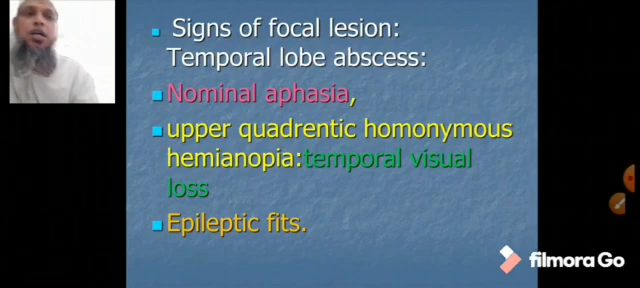 Signs of focal lesion:
Temporal lobe abscess:
Nominal aphasia,
upper quadrentic homonymous
hemianopia:temporal visual
loss
Epileptic fits.
filmora Go